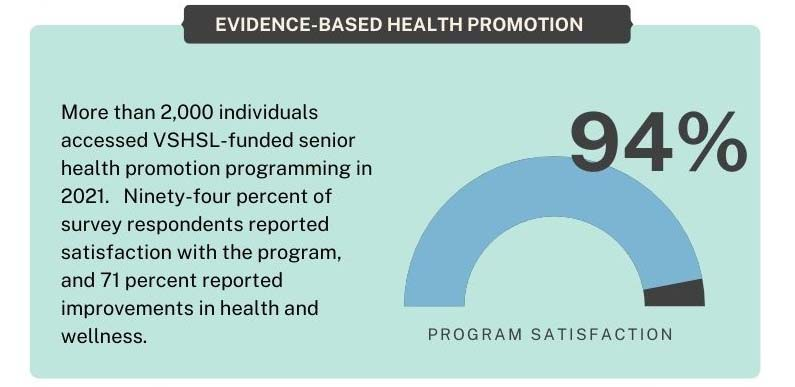 EVIDENCE-BASED HEALTH PROMOTION
More than 2,000 individuals
accessed VSHSL-funded senior
health promotion programming in
2021.   Ninety-four percent of
survey respondents reported
satisfaction with the program,
and 71 percent reported
improvements in health and
wellness.
94%
PROGRAM SATISFACTION